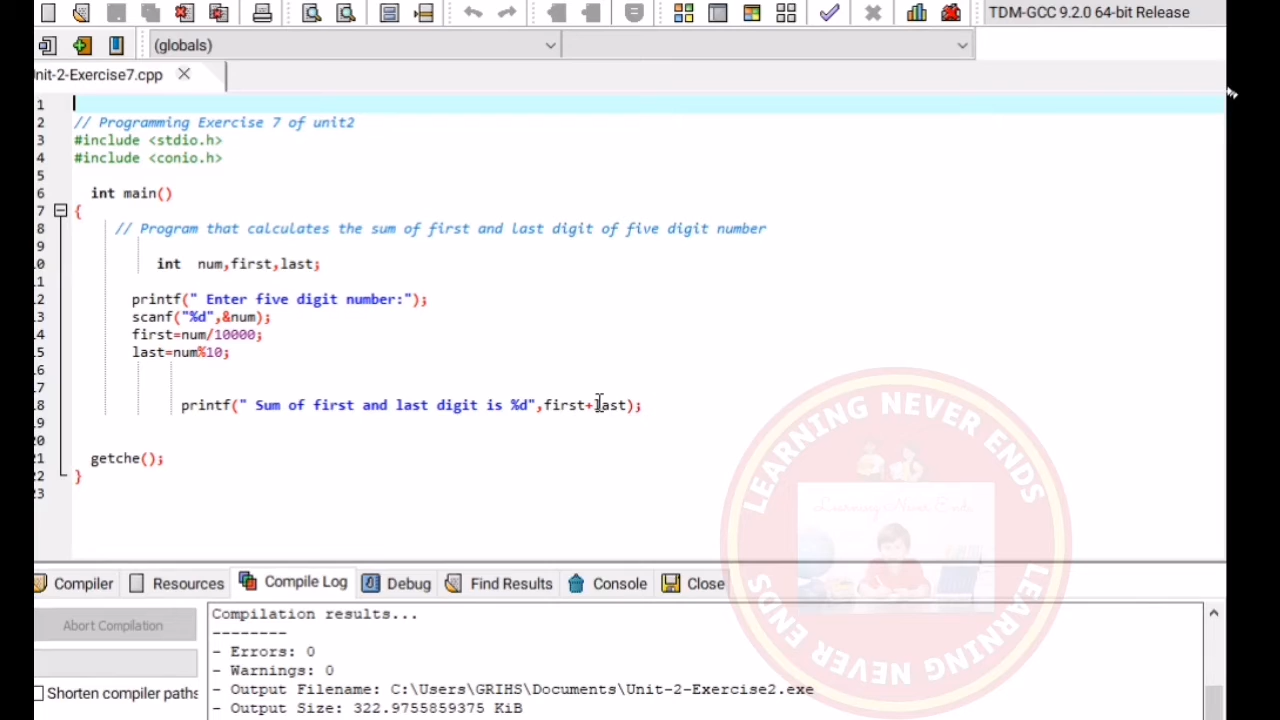 TDM-GCC 9.2.0 64-bit Release
(globals)
nit-2-Exercise7.cpp
1
2 // Programming Exercise 7 of unit2
3 #include <stdio.h>
4 #include <conio.h>
5
6 int main()
7 {
8 // Program that calculates the sum of first and last digit of five digit number
9
0 int num,first,last;
1
2 printf(" Enter five digit number:");
3 scanf("%d",&num);
4 first=num/10000;
5 last=num%10;
6
7
8 printf(" Sum of first and last digit is %d",first+last);
9
0
1 getche();
2 }
3
LEARNING NEVER ENDS
Learning Never Ends
LEARNING NEVER ENDS
Compiler Resources Compile Log Debug Find Results Console Close
Abort Compilation
Shorten compiler paths
Compilation results...
--------
- Errors: 0
- Warnings: 0
- Output Filename: C:\Users\GRIHS\Documents\Unit-2-Exercise2.exe
- Output Size: 322.9755859375 KiB